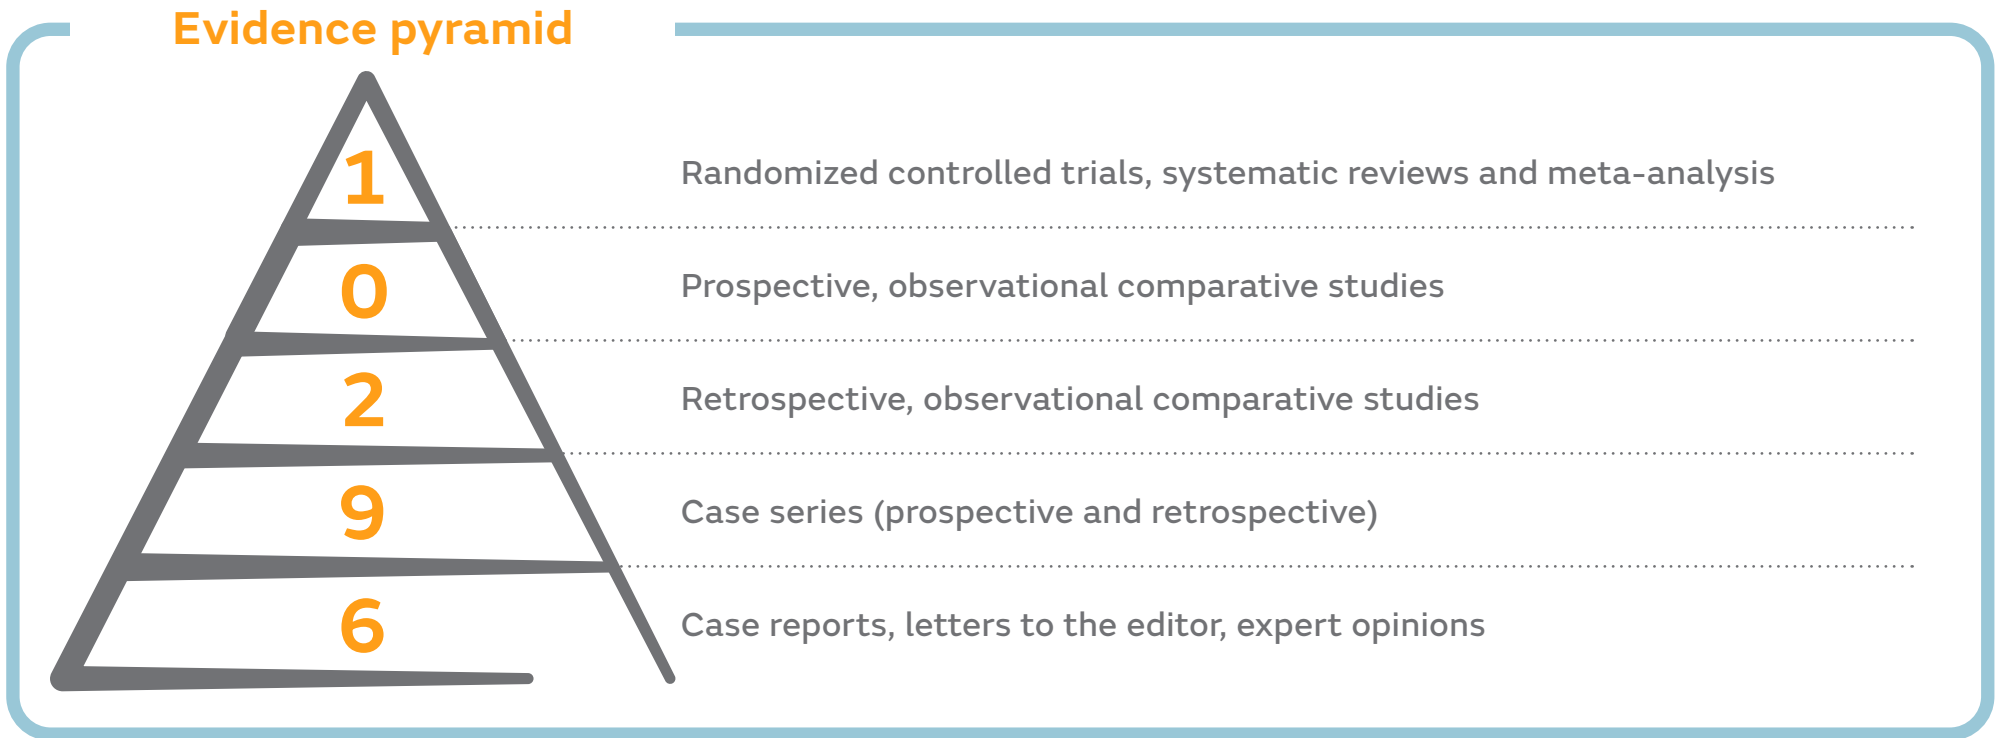 Evidence pyramid
1 Randomized controlled trials, systematic reviews and meta-analysis
0 Prospective, observational comparative studies
2 Retrospective, observational comparative studies
9 Case series (prospective and retrospective)
6 Case reports, letters to the editor, expert opinions